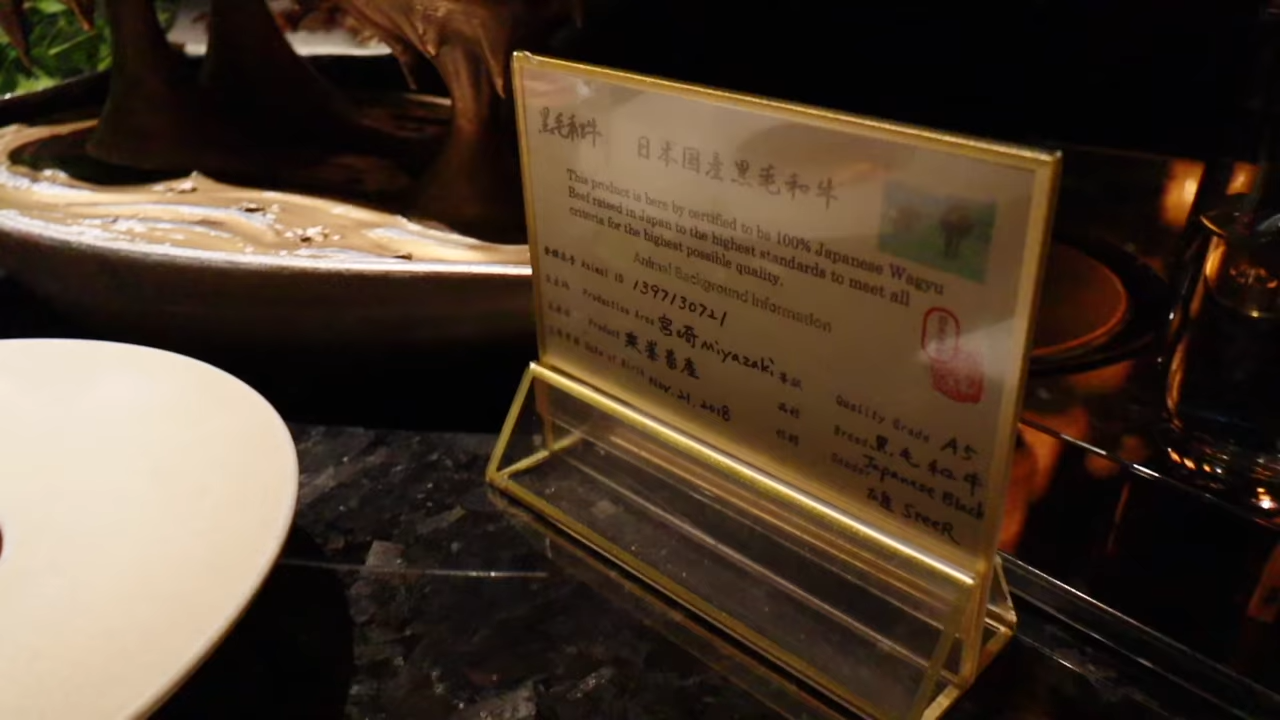 黒毛和牛
日本国産黒毛和牛
This product is here by certified to be 100% Japanese Wagyu
Beef raised in Japan to the highest standards to meet all
criteria for the highest possible quality.
Animal Background Information
Animal ID 1397130721
Production Area 宮崎 Miyazaki
Product 畜産
Date of Birth Nov. 21. 2018
Quality Grade A5
Breed 黒毛和牛
Japanese Black
雄 SteeR